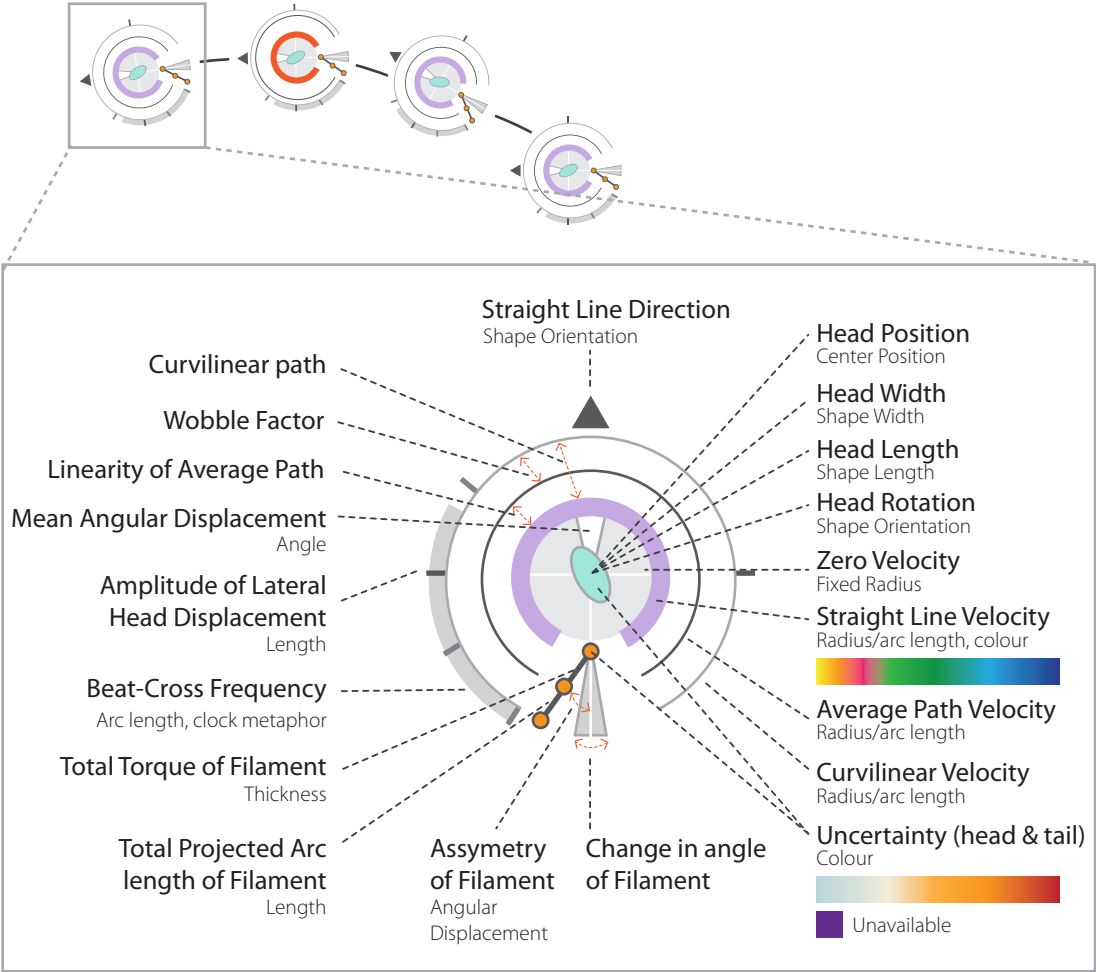 Straight Line Direction
Shape Orientation
Curvilinear path
Wobble Factor
Linearity of Average Path
Mean Angular Displacement
Angle
Amplitude of Lateral
Head Displacement
Length
Beat-Cross Frequency
Arc length, clock metaphor
Total Torque of Filament
Thickness
Total Projected Arc
length of Filament
Length
Assymetry
of Filament
Angular
Displacement
Change in angle
of Filament
Head Position
Center Position
Head Width
Shape Width
Head Length
Shape Length
Head Rotation
Shape Orientation
Zero Velocity
Fixed Radius
Straight Line Velocity
Radius/arc length, colour
Average Path Velocity
Radius/arc length
Curvilinear Velocity
Radius/arc length
Uncertainty (head & tail)
Colour
Unavailable